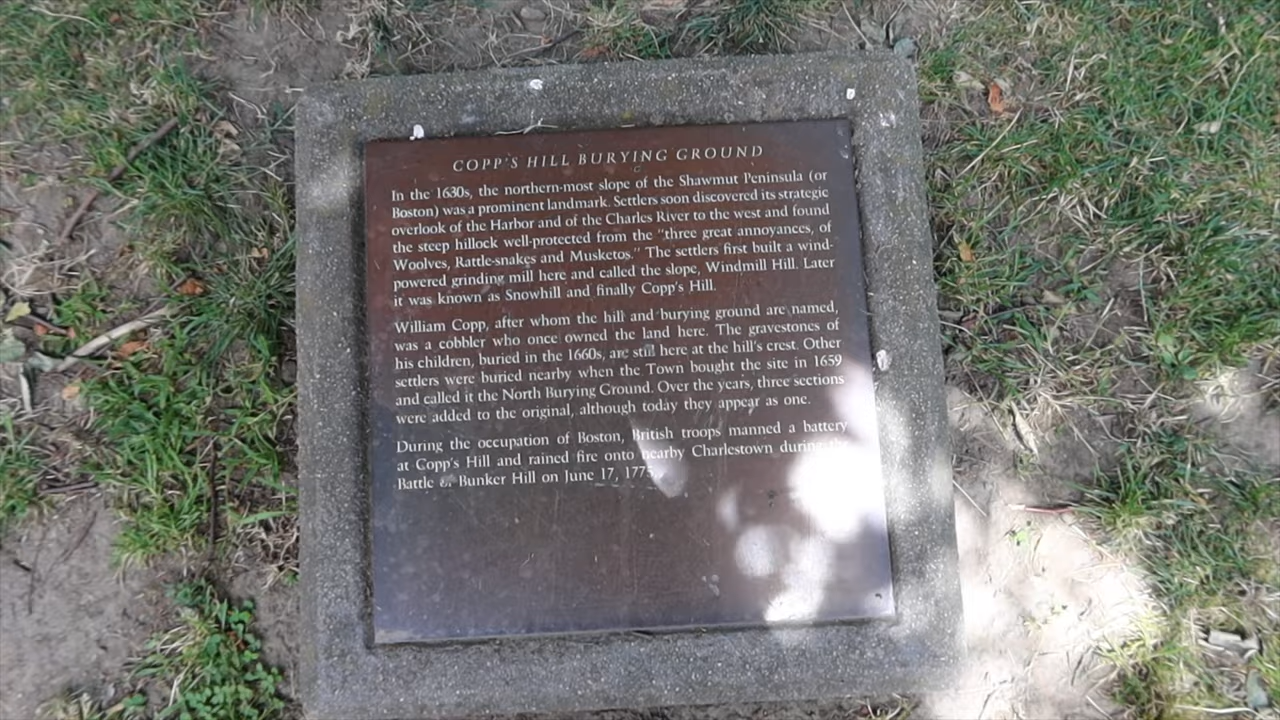 COPP'S HILL BURYING GROUND
In the 1630s, the northern-most slope of the Shawmut Peninsula (or
Boston) was a prominent landmark. Settlers soon discovered its strategic
overlook of the Harbor and of the Charles River to the west and found
the steep hillock well-protected from the "three great annoyances, of
Woolves, Rattle-snakes and Musketos." The settlers first built a wind-
powered grinding mill here and called the slope, Windmill Hill. Later
it was known as Snowhill and finally Copp's Hill.
William Copp, after whom the hill and burying ground are named,
was a cobbler who once owned the land here. The gravestones of
his children, buried in the 1660s, are still here at the hill's crest. Other
settlers were buried nearby when the Town bought the site in 1659
and called it the North Burying Ground. Over the years, three sections
were added to the original, although today they appear as one.
During the occupation of Boston, British troops manned a battery
at Copp's Hill and rained fire onto nearby Charlestown during the
Battle of Bunker Hill on June 17, 1775.